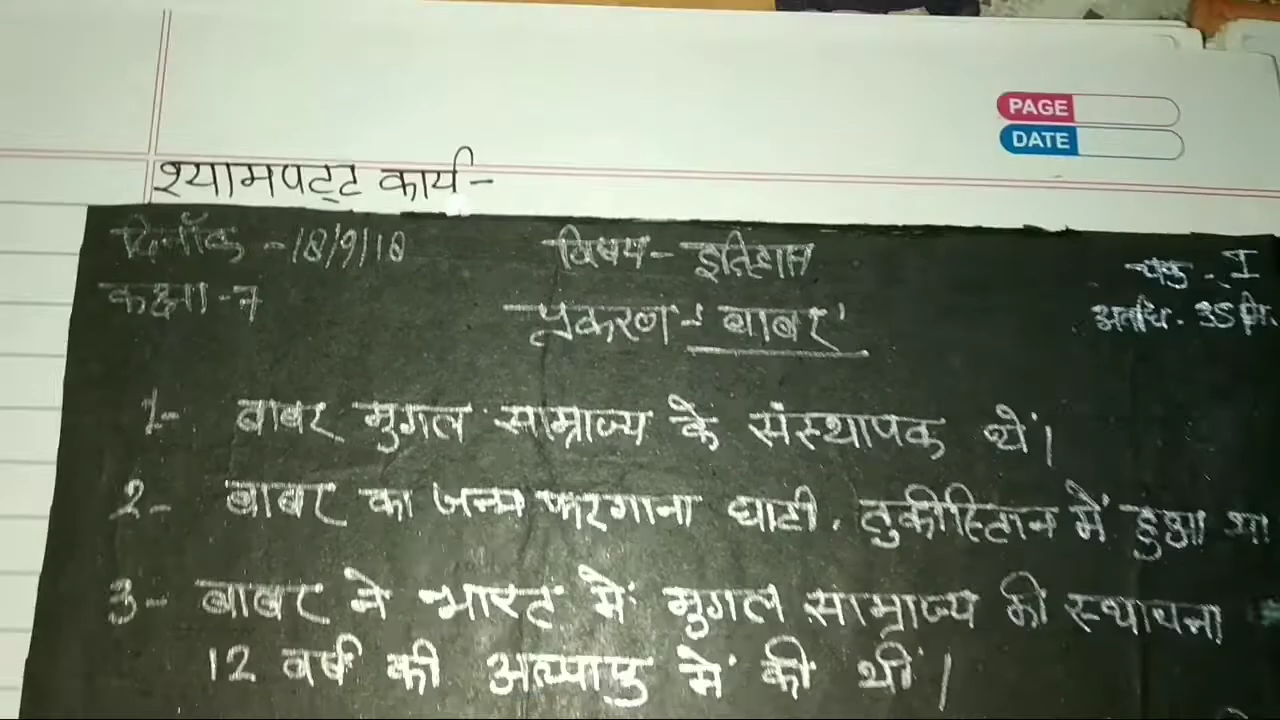 PAGE
DATE
श्यामपट्ट कार्य-
दिनाँक - 18/9/18 विषय- इतिहास चक्र - I
कक्षा - 7 प्रकरण - 'बाबर' अवधि - 35 मि.
1- बाबर मुगल साम्राज्य के संस्थापक थें।
2- बाबर का जन्म फरगाना घाटी, तुर्कीस्तान में हुआ था
3- बाबर ने भारत में मुगल साम्राज्य की स्थापना
12 वर्ष की अल्पायु में की थीं।